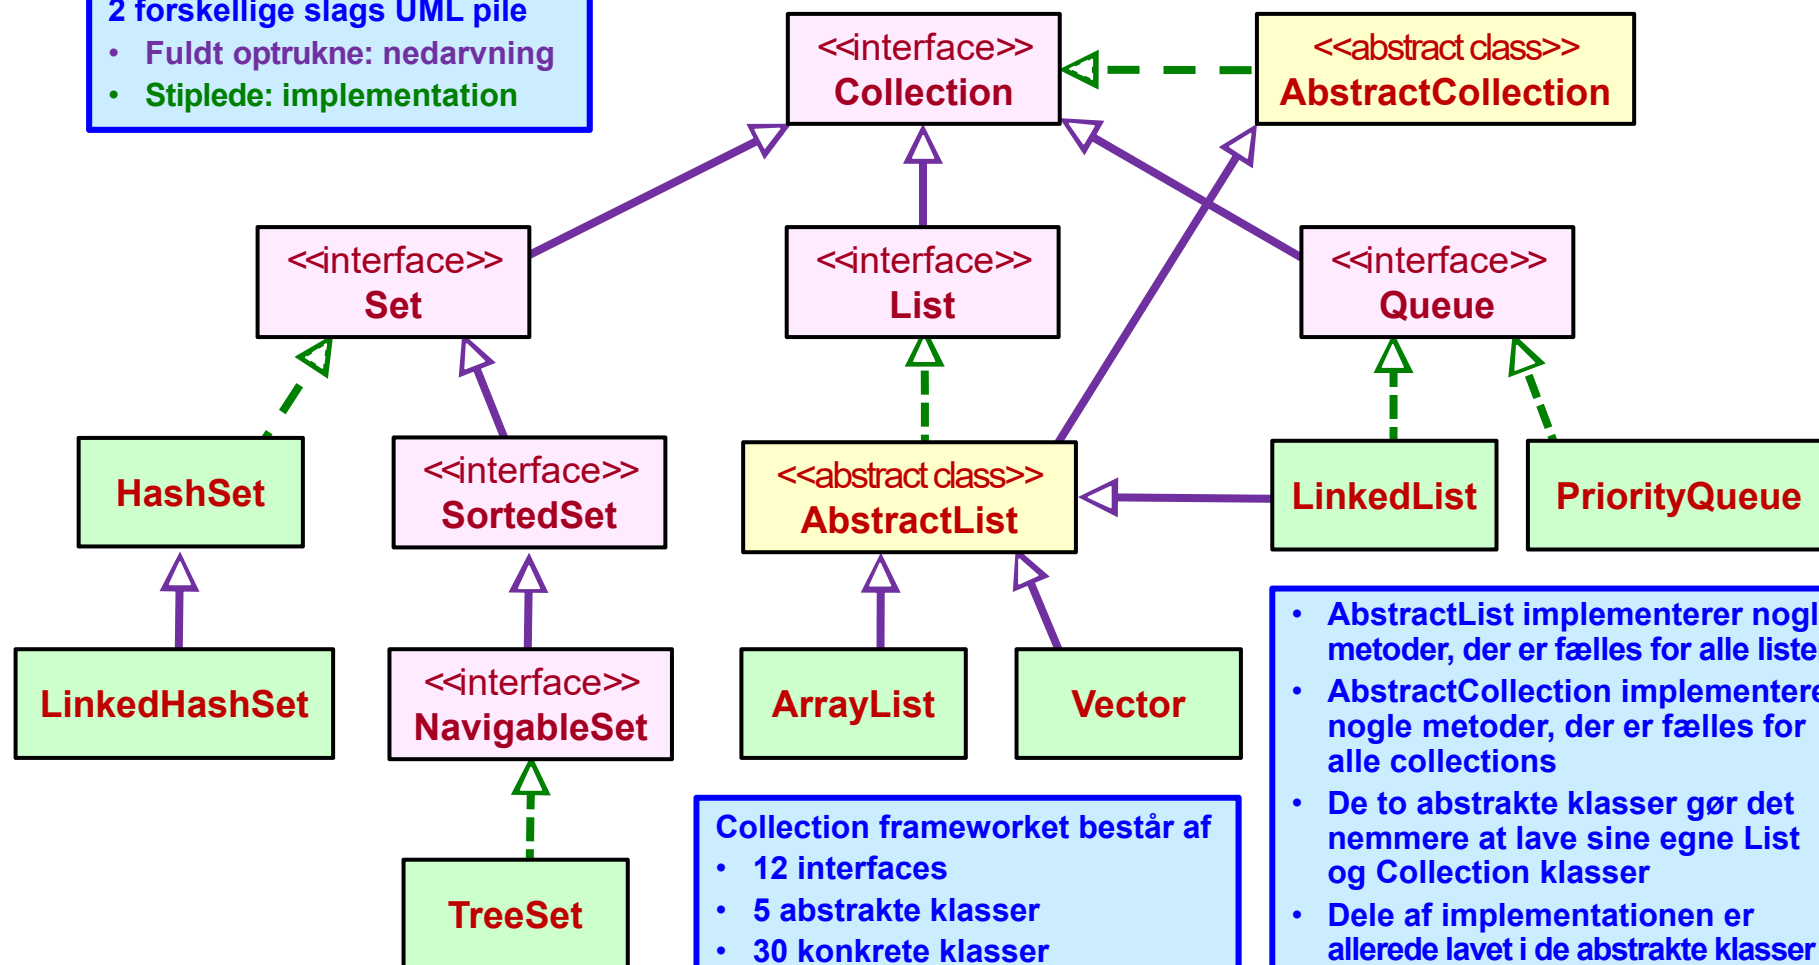 2 forskellige slags UML pile
• Fuldt optrukne: nedarvning
• Stiplede: implementation
<<interface>>
Collection
<<abstract class>>
AbstractCollection
<<interface>>
Set
<<interface>>
List
<<interface>>
Queue
HashSet
<<interface>>
SortedSet
<<abstract class>>
AbstractList
LinkedList
PriorityQueue
LinkedHashSet
<<interface>>
NavigableSet
ArrayList
Vector
TreeSet
Collection frameworket består af
• 12 interfaces
• 5 abstrakte klasser
• 30 konkrete klasser
• AbstractList implementerer nogl
metoder, der er fælles for alle liste
• AbstractCollection implementere
nogle metoder, der er fælles for
alle collections
• De to abstrakte klasser gør det
nemmere at lave sine egne List
og Collection klasser
• Dele af implementationen er
allerede lavet i de abstrakte klasser